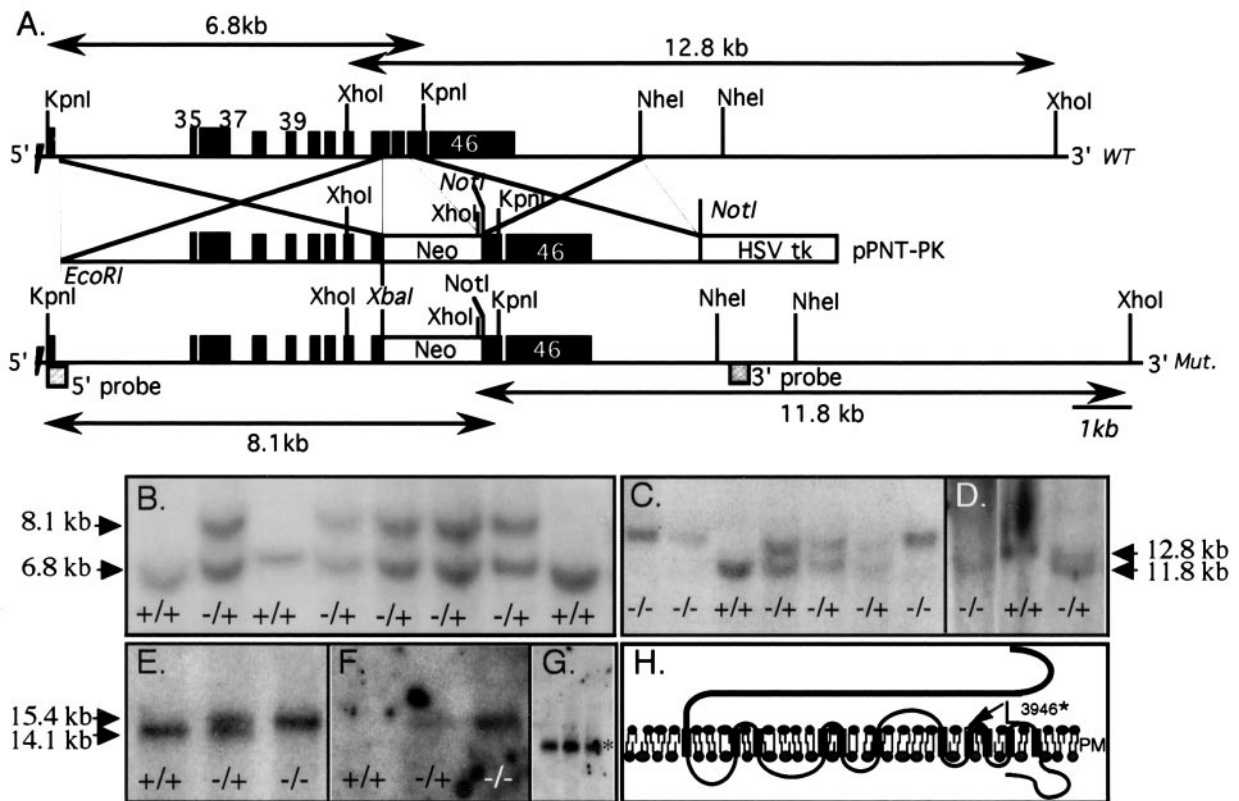 A.
6.8kb
12.8 kb
KpnI
XhoI
KpnI
NheI
NheI
XhoI
35 37 39
46
5'
3' WT
XhoI
NotI
XhoI
KpnI
NotI
Neo
46
HSV tk
pPNT-PK
EcoRI
KpnI
XhoI
XbaI
NotI
XhoI
KpnI
NheI
NheI
XhoI
Neo
46
5'
3' Mut.
5' probe
3' probe
11.8 kb
1kb
8.1kb
B.
C.
D.
8.1 kb
6.8 kb
12.8 kb
11.8 kb
+/+ -/+ +/+ -/+ -/+ -/+ -/+ +/+
-/- -/- +/+ -/+ -/+ -/+ -/-
-/- +/+ -/+
E.
F.
G.
H.
15.4 kb
14.1 kb
+/+ -/+ -/-
+/+ -/+ -/-
*
L3946*
PM